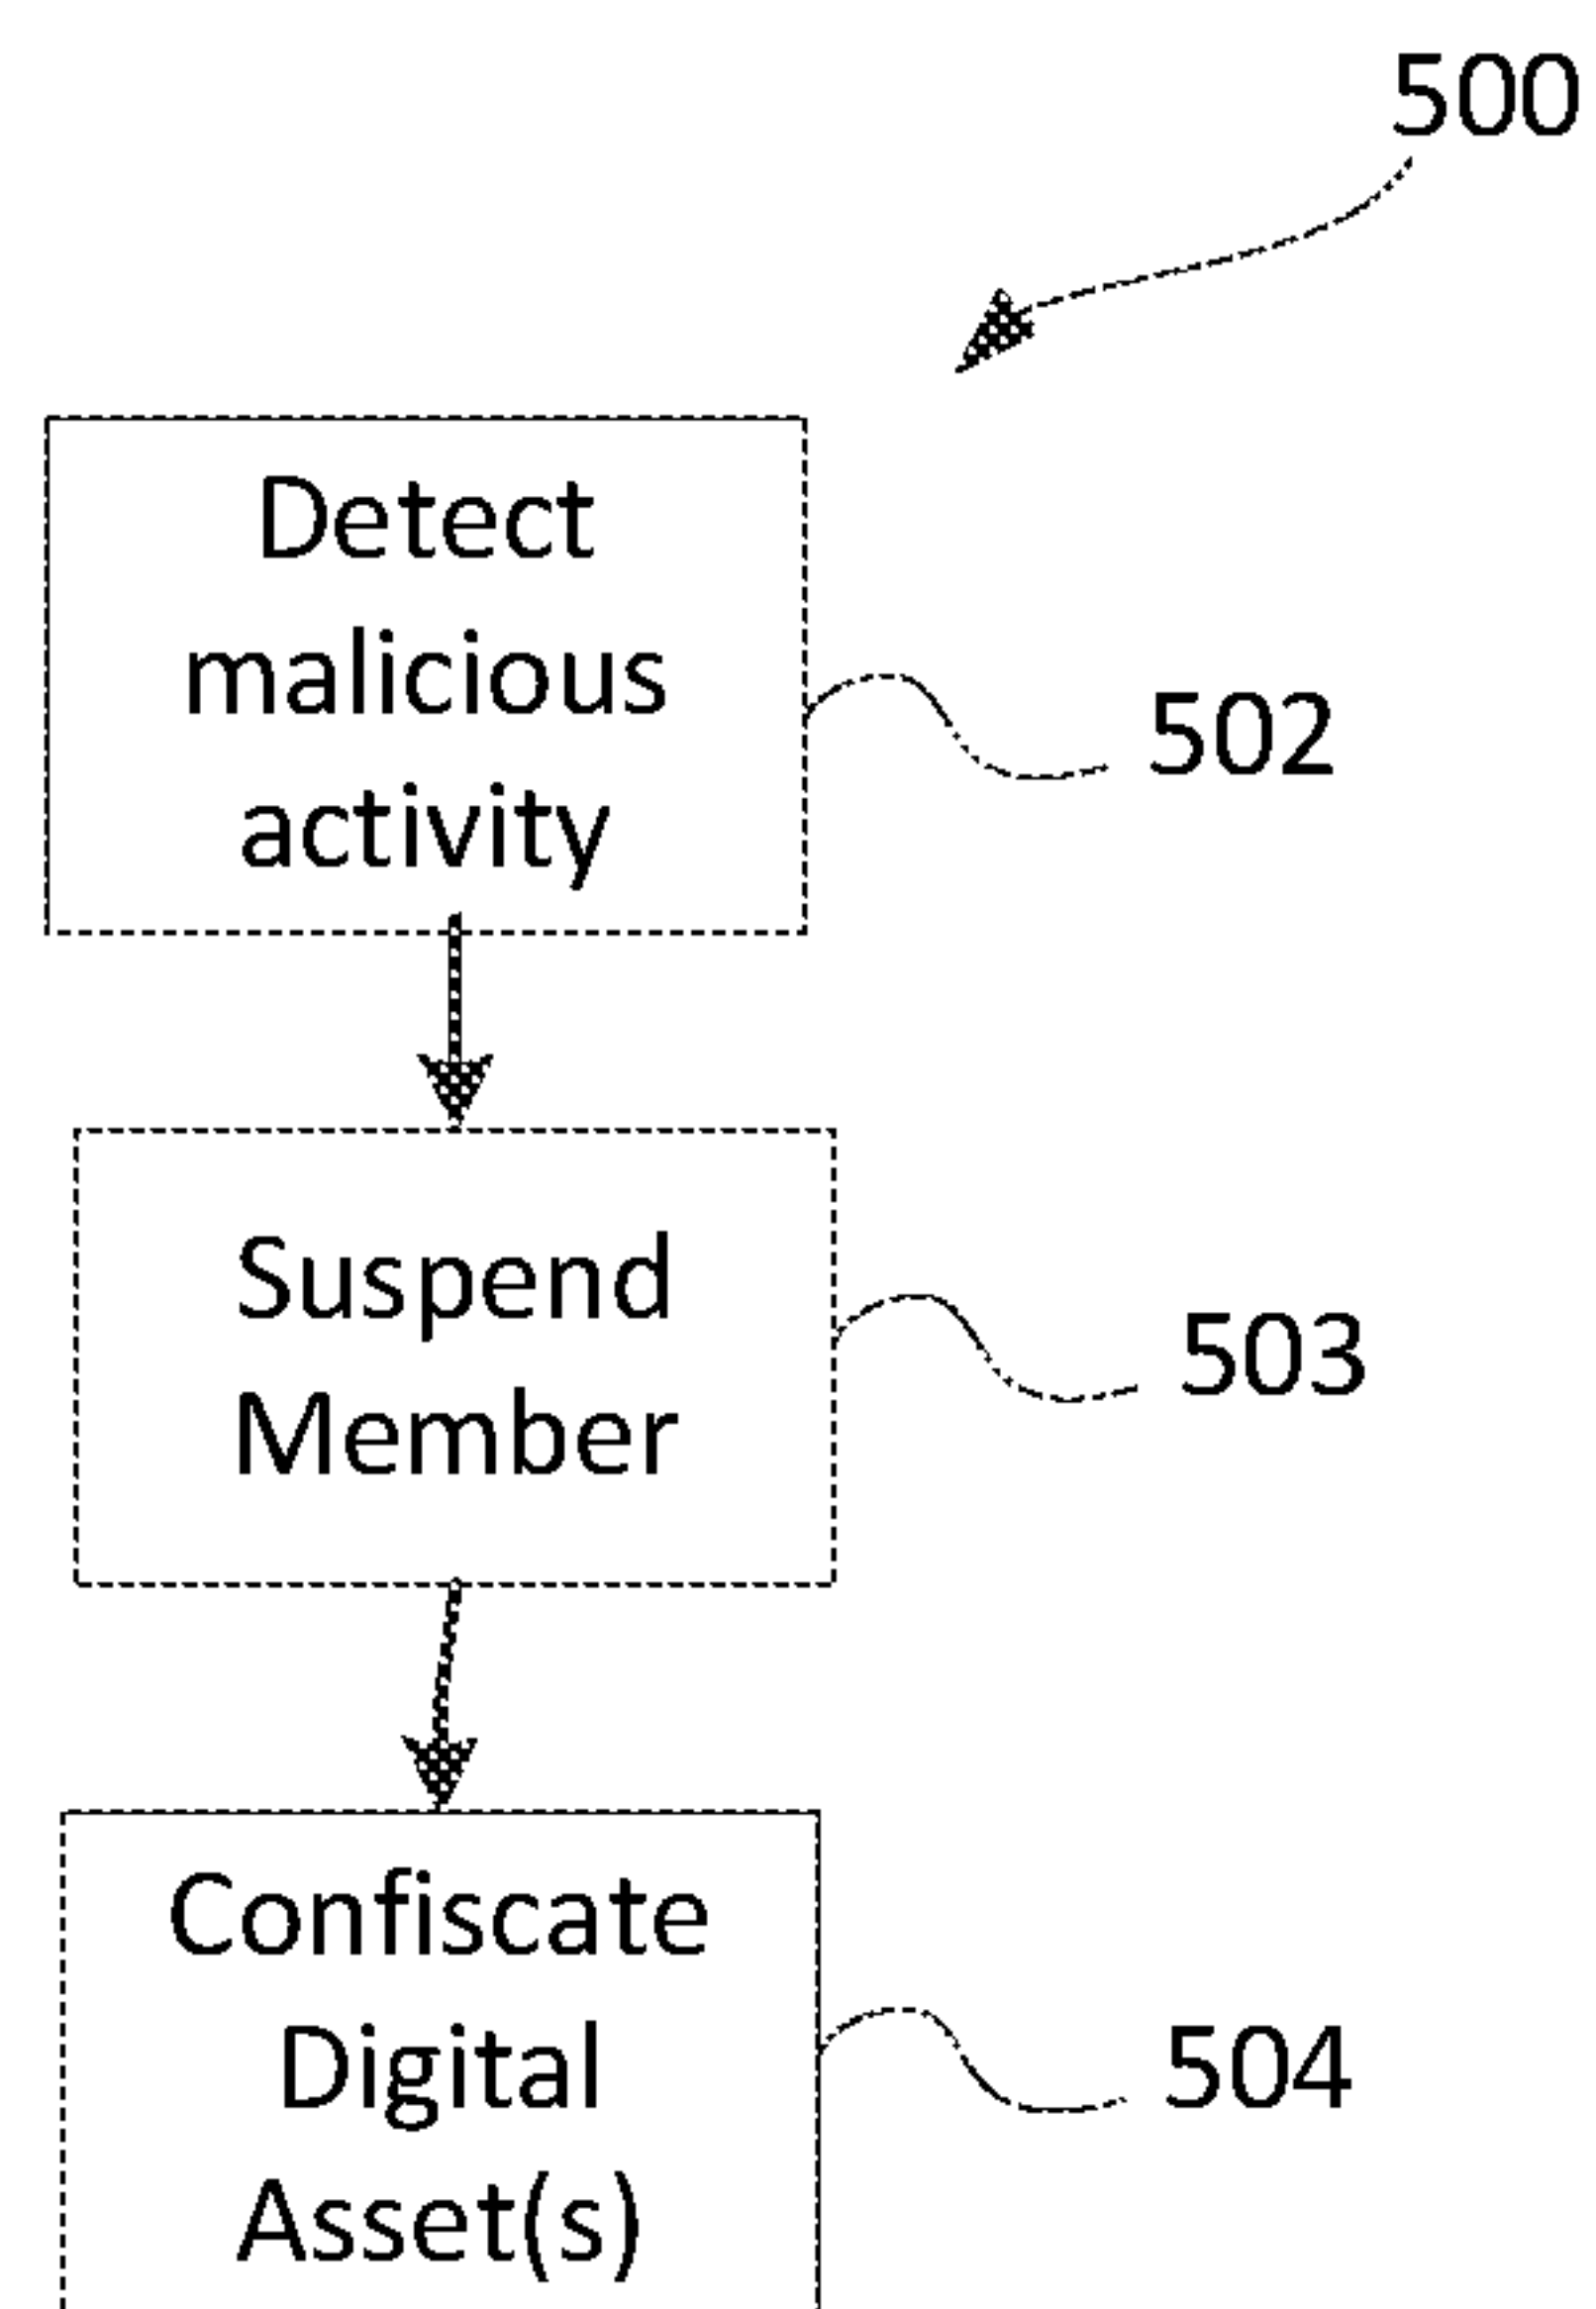 500
Detect
malicious
activity
502
Suspend
Member
503
Confiscate
Digital
Asset(s)
504